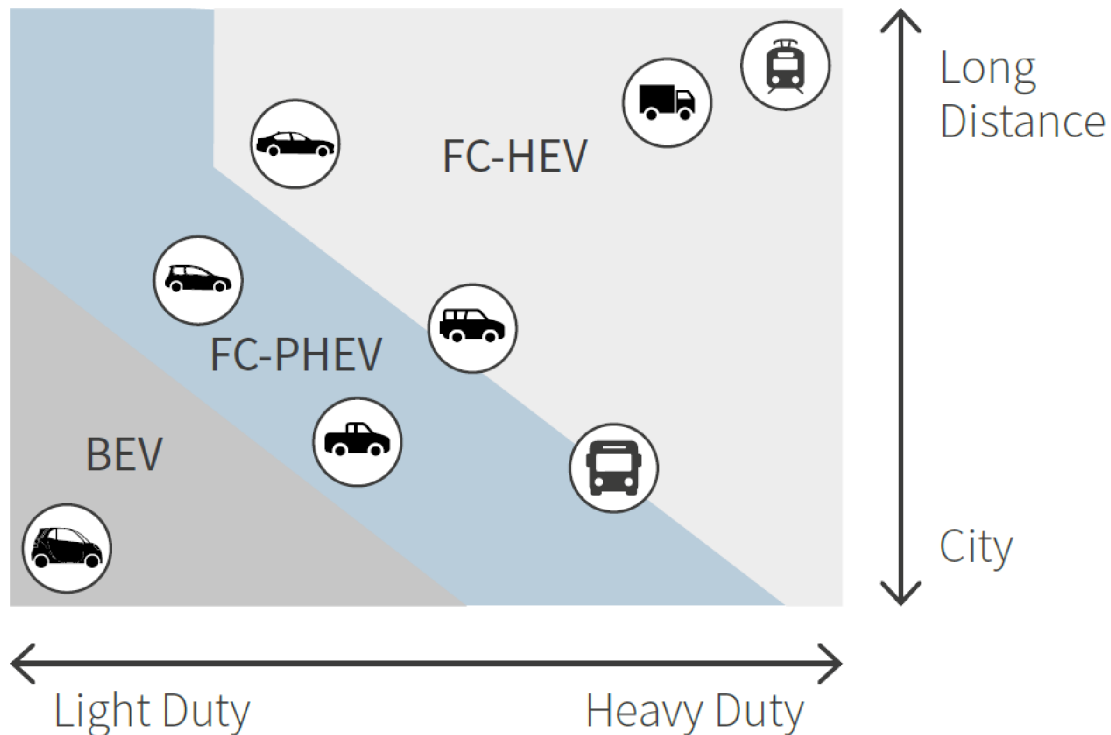 Long
Distance
FC-HEV
FC-PHEV
BEV
City
Light Duty
Heavy Duty